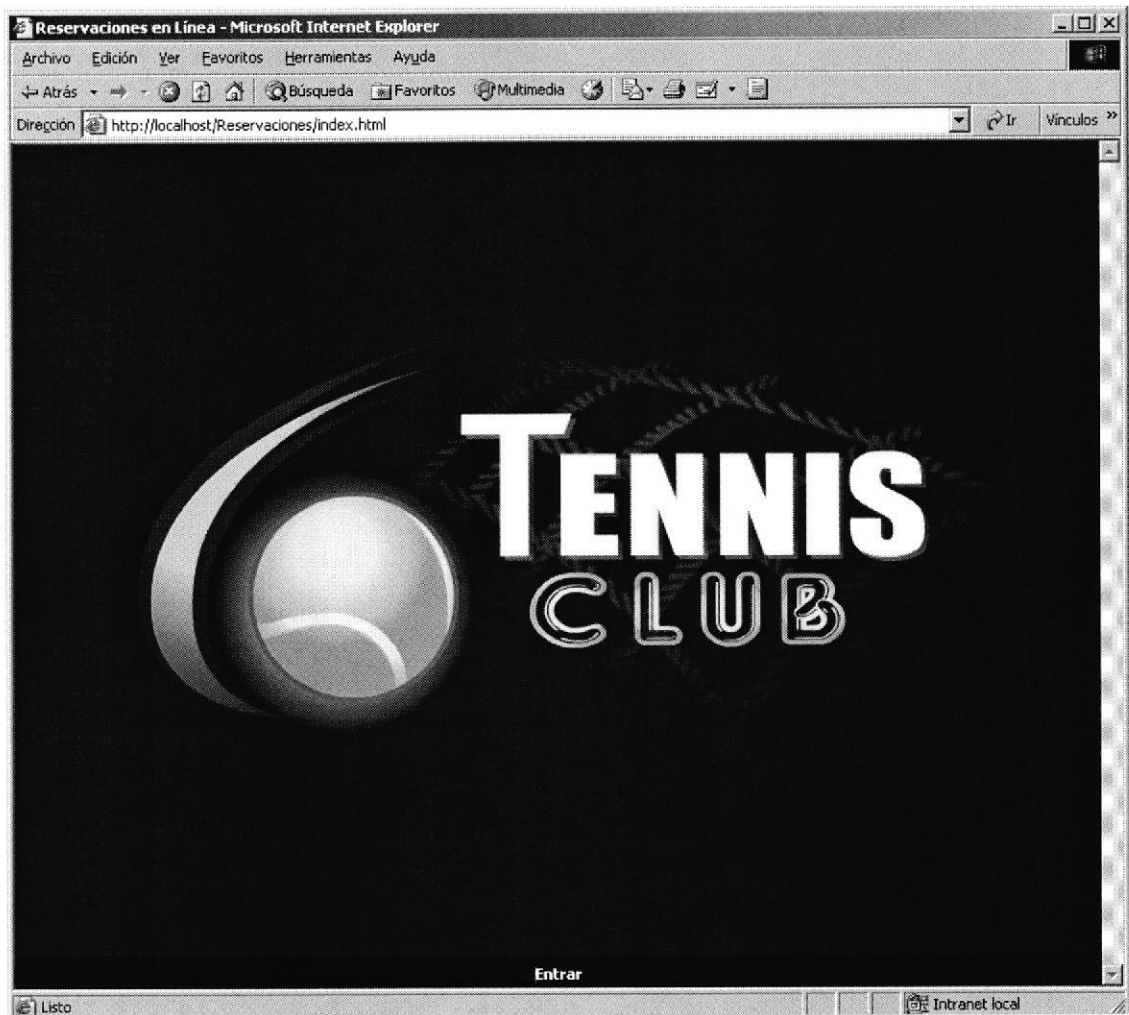 Reservaciones en Línea - Microsoft Internet Explorer
Archivo Edición Ver Favoritos Herramientas Ayuda
Atrás Búsqueda Favoritos Multimedia
Dirección http://localhost/Reservaciones/index.html Ir Vínculos »
TENNIS
CLUB
Entrar
Listo Intranet local